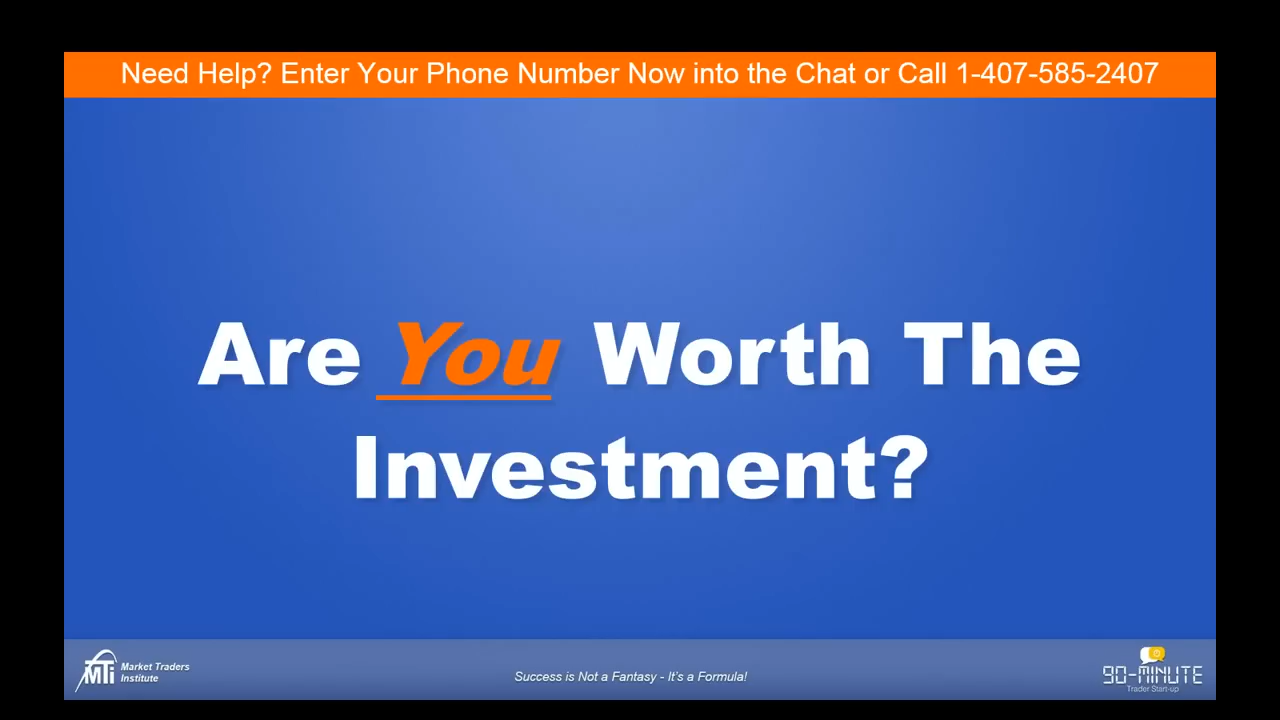 Need Help? Enter Your Phone Number Now into the Chat or Call 1-407-585-2407
Are You Worth The
Investment?
MTI
Market Traders
Institute
Success is Not a Fantasy - It's a Formula!
90-MINUTE
Trader Start-up